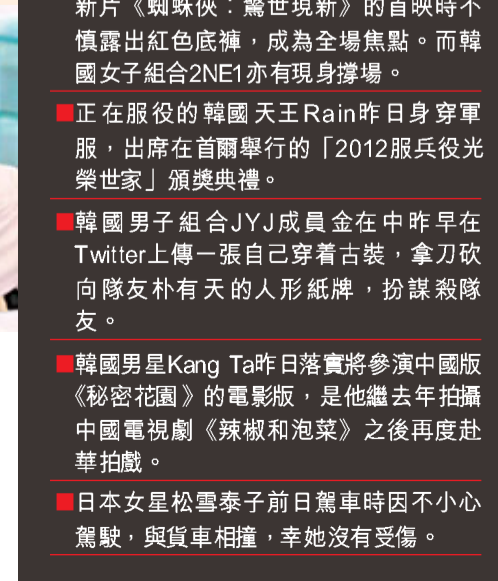 新片《蜘蛛俠：驚世現新》的首映時不
慎露出紅色底褲，成為全場焦點。而韓
國女子組合2NE1亦有現身撐場。
■正在服役的韓國天王Rain昨日身穿軍
服，出席在首爾舉行的「2012服兵役光
榮世家」頒獎典禮。
■韓國男子組合JYJ成員金在中昨早在
Twitter上傳一張自己穿着古裝，拿刀砍
向隊友朴有天的人形紙牌，扮謀殺隊
友。
■韓國男星Kang Ta昨日落實將參演中國版
《秘密花園》的電影版，是他繼去年拍攝
中國電視劇《辣椒和泡菜》之後再度赴
華拍戲。
■日本女星松雪泰子前日駕車時因不小心
駕駛，與貨車相撞，幸她沒有受傷。